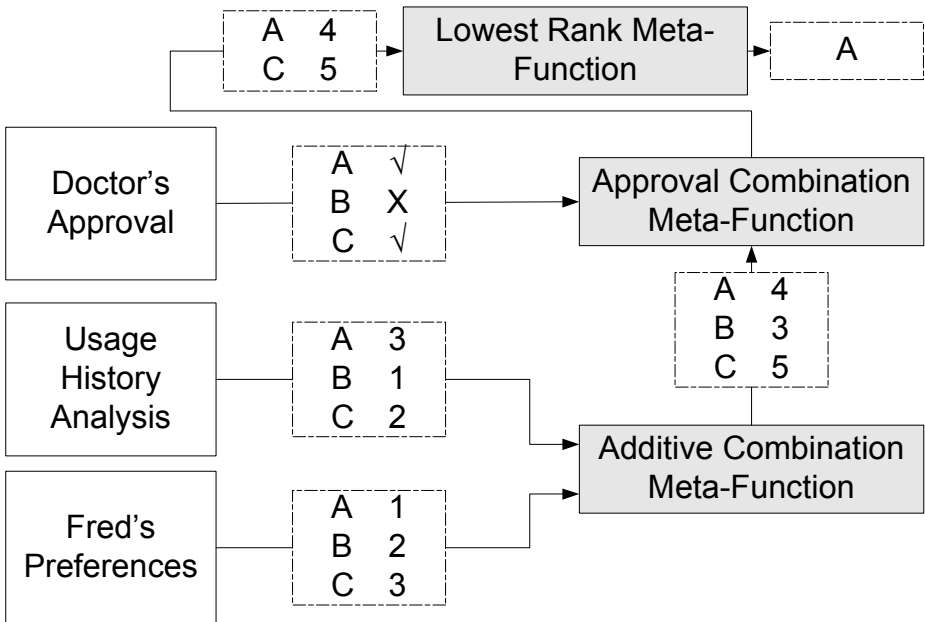 A 4
C 5
Lowest Rank Meta-
Function
A
Doctor's
Approval
A √
B X
C √
Approval Combination
Meta-Function
A 4
B 3
C 5
Usage
History
Analysis
A 3
B 1
C 2
Additive Combination
Meta-Function
Fred's
Preferences
A 1
B 2
C 3